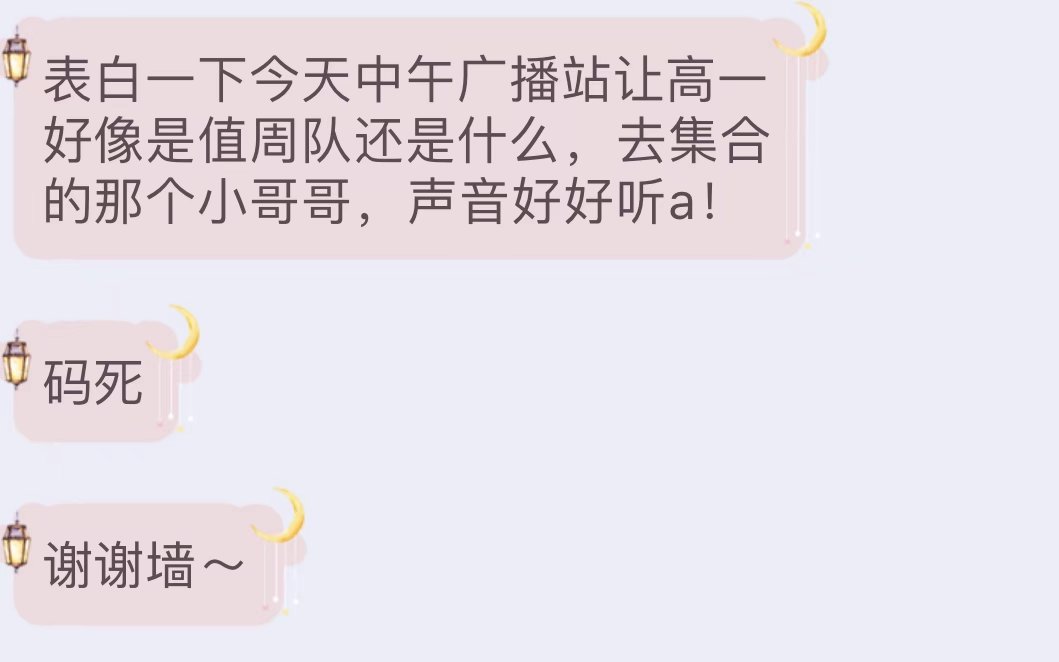 表白一下今天中午广播站让高一
好像是值周队还是什么，去集合
的那个小哥哥，声音好好听a！
码死
谢谢墙～